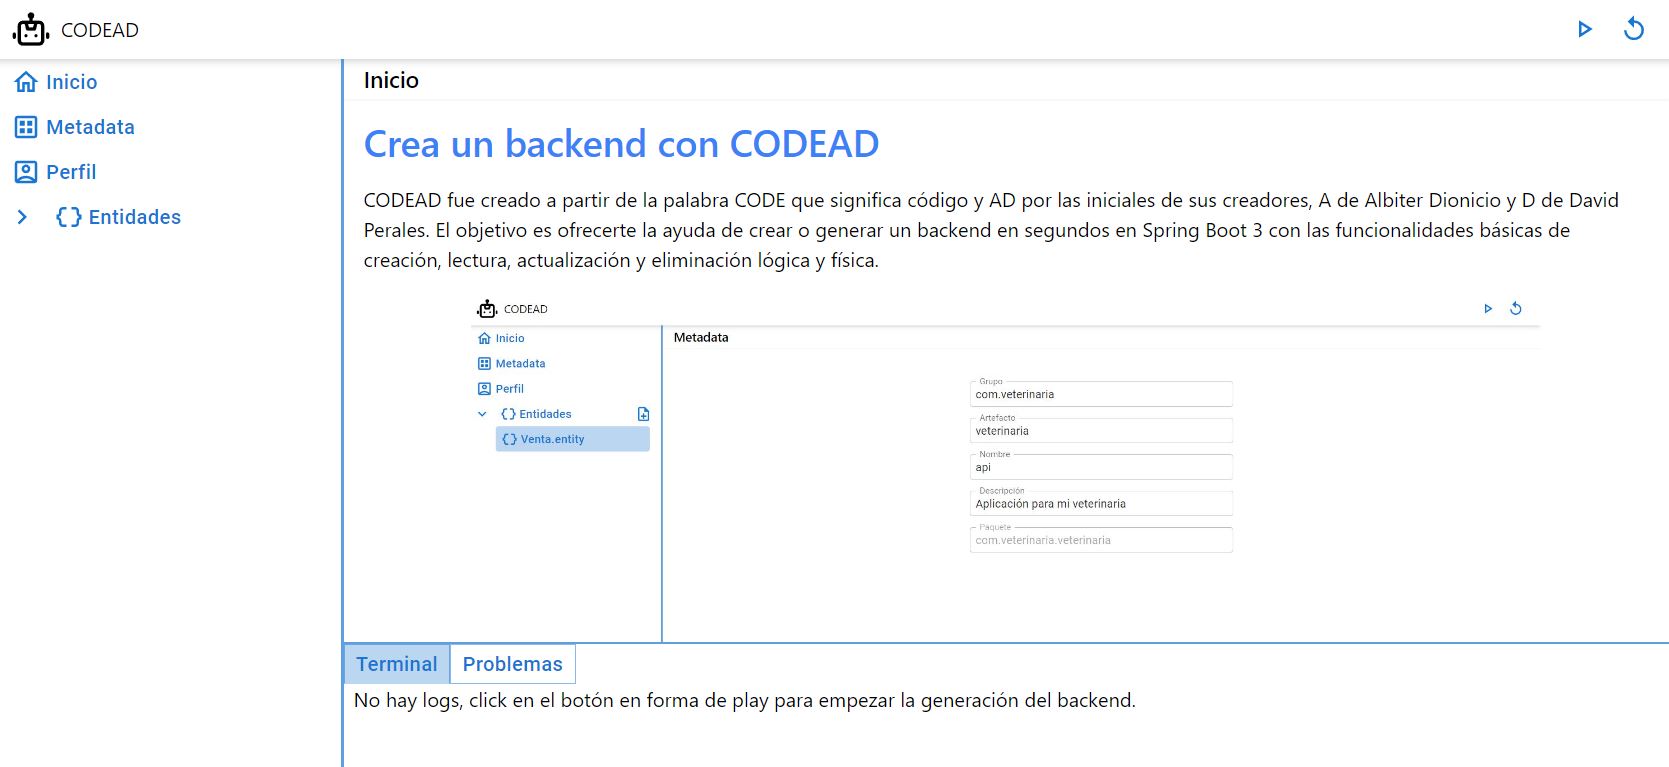 CODEAD
Inicio
Metadata
Perfil
Entidades
Inicio
Crea un backend con CODEAD
CODEAD fue creado a partir de la palabra CODE que significa código y AD por las iniciales de sus creadores, A de Albiter Dionicio y D de David
Perales. El objetivo es ofrecerte la ayuda de crear o generar un backend en segundos en Spring Boot 3 con las funcionalidades básicas de
creación, lectura, actualización y eliminación lógica y física.
CODEAD
Inicio
Metadata
Perfil
Entidades
Venta.entity
Metadata
Grupo
com.veterinaria
Artefacto
veterinaria
Nombre
api
Descripción
Aplicación para mi veterinaria
Paquete
com.veterinaria.veterinaria
Terminal
Problemas
No hay logs, click en el botón en forma de play para empezar la generación del backend.